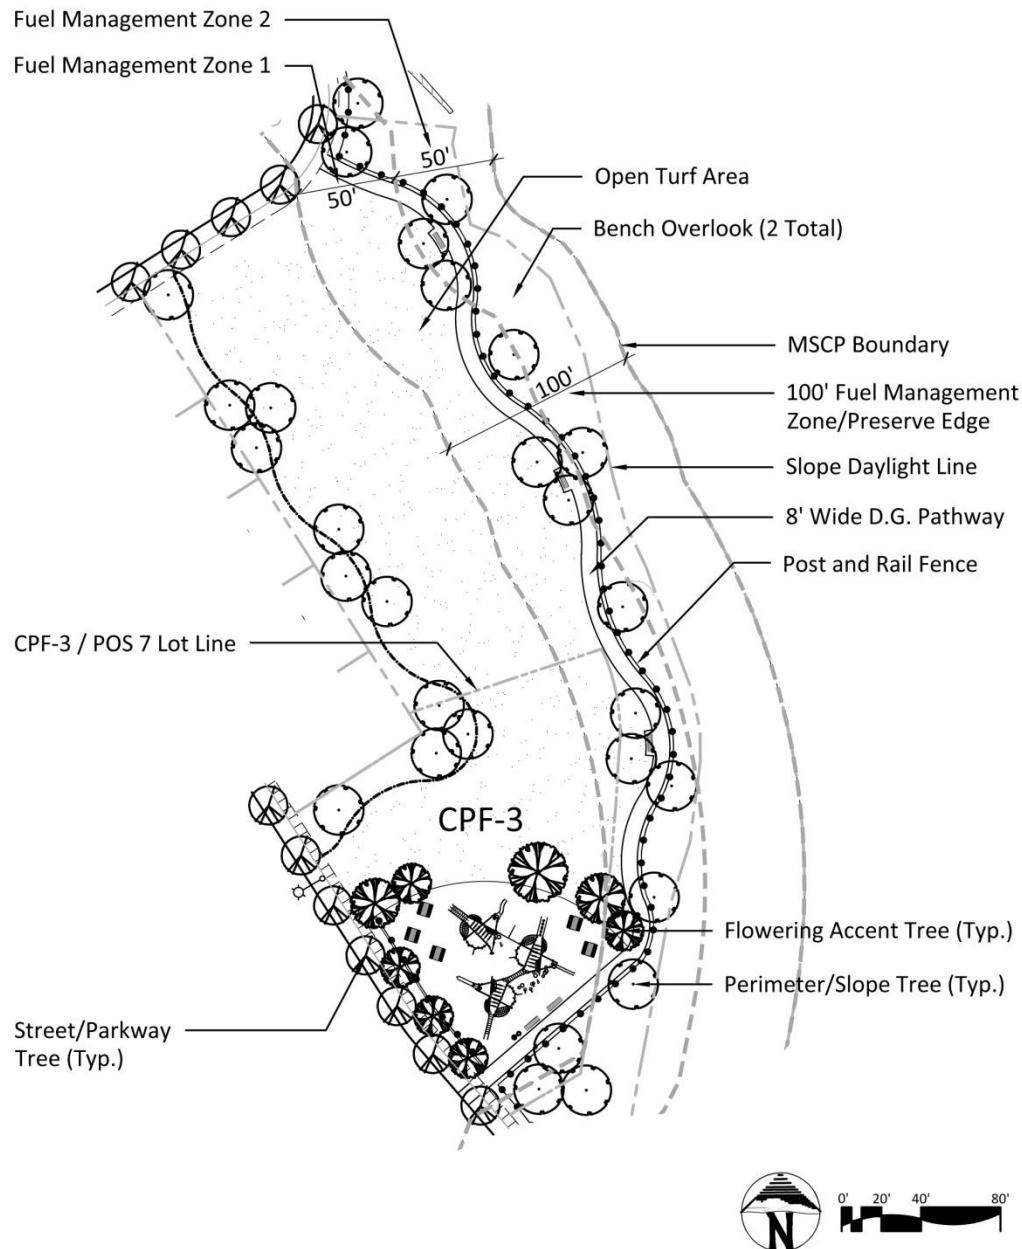 Fuel Management Zone 2
Fuel Management Zone 1
50'
50'
Open Turf Area
Bench Overlook (2 Total)
MSCP Boundary
100'
100' Fuel Management
Zone/Preserve Edge
Slope Daylight Line
8' Wide D.G. Pathway
Post and Rail Fence
CPF-3 / POS 7 Lot Line
CPF-3
Flowering Accent Tree (Typ.)
Perimeter/Slope Tree (Typ.)
Street/Parkway
Tree (Typ.)
N
0' 20' 40' 80'